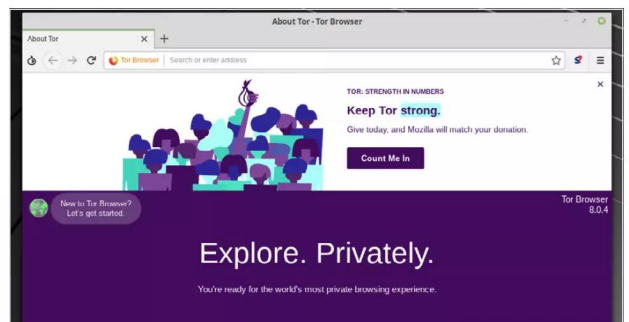 About Tor - Tor Browser
About Tor
Tor Browser
Search or enter address
TOR: STRENGTH IN NUMBERS
Keep Tor strong.
Give today, and Mozilla will match your donation.
Count Me In
New to Tor Browser?
Let's get started.
Tor Browser
8.0.4
Explore. Privately.
You're ready for the world's most private browsing experience.